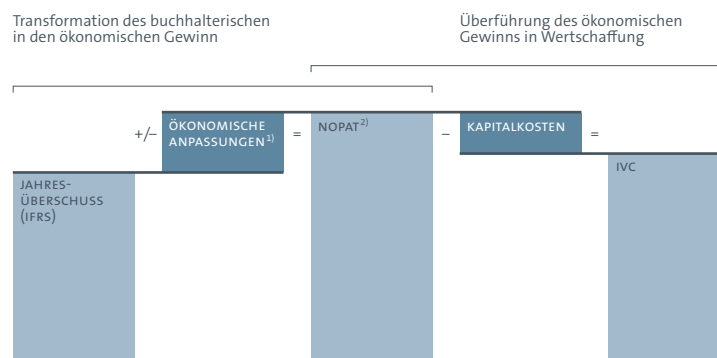 Transformation des buchhalterischen
in den ökonomischen Gewinn
Überführung des ökonomischen
Gewinns in Wertschaffung
+/–
ÖKONOMISCHE
ANPASSUNGEN1)
=
NOPAT2)
–
KAPITALKOSTEN
=
JAHRES-
ÜBERSCHUSS
(IFRS)
IVC